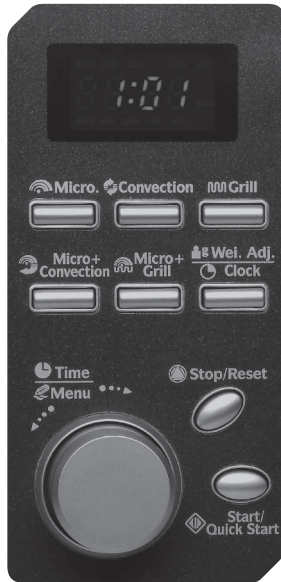 1:01
Micro. Convection Grill
Micro+ Convection
Micro+ Grill
g Wei. Adj.
Clock
Time
Menu
Stop/Reset
Start/
Quick Start